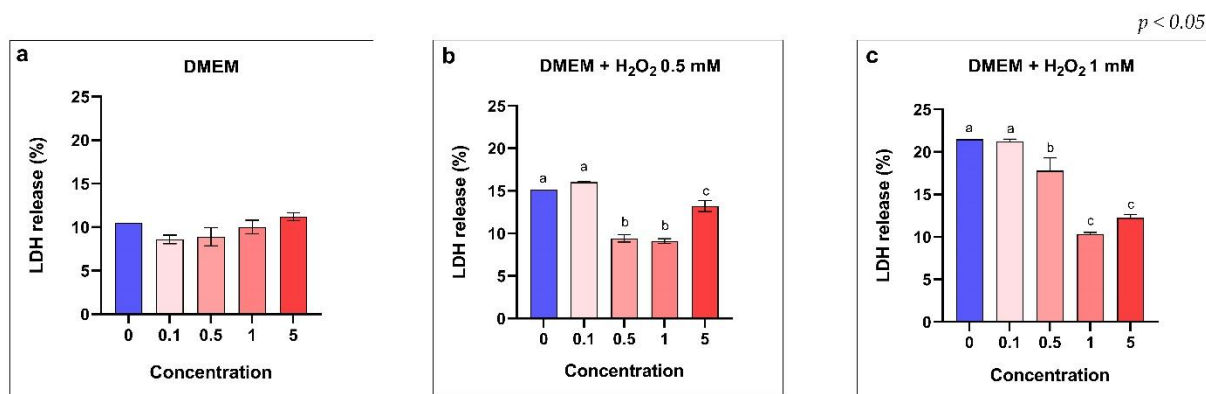 p < 0.05
a
DMEM
LDH release (%)
25
20
15
10
5
0
0 0.1 0.5 1 5
Concentration
b
DMEM + H₂O₂ 0.5 mM
LDH release (%)
25
20
15
10
5
0
a a b b c
0 0.1 0.5 1 5
Concentration
c
DMEM + H₂O₂ 1 mM
LDH release (%)
25
20
15
10
5
0
a a b c c
0 0.1 0.5 1 5
Concentration